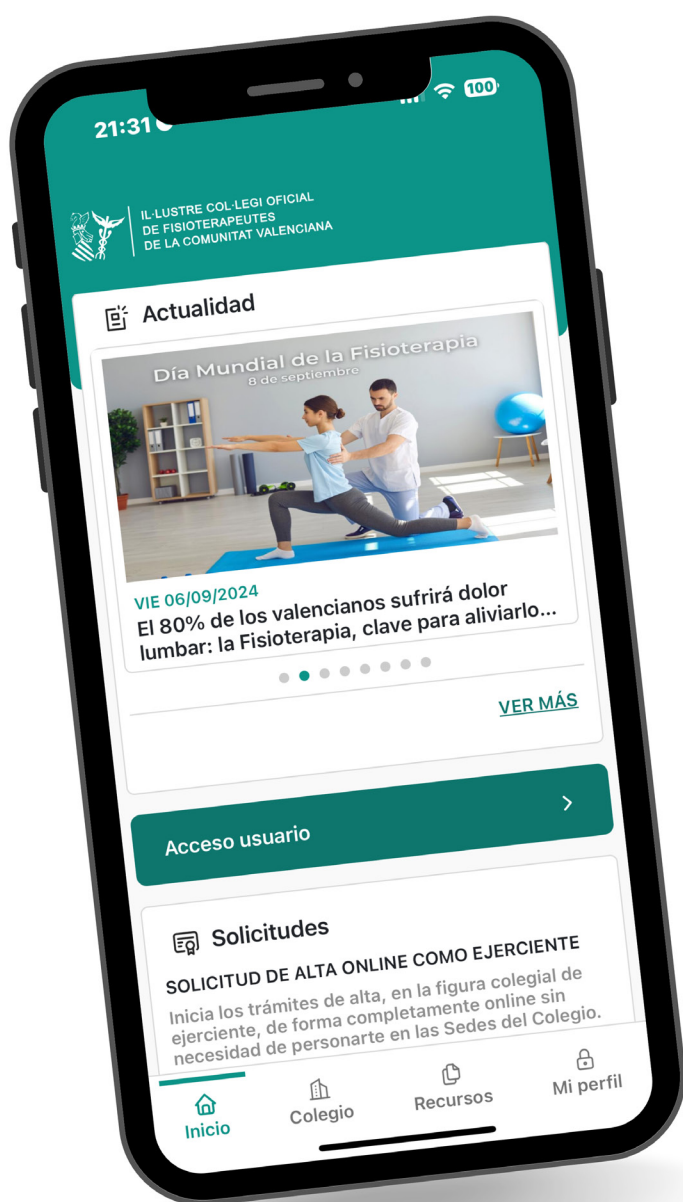 21:31
100
IL·LUSTRE COL·LEGI OFICIAL
DE FISIOTERAPEUTES
DE LA COMUNITAT VALENCIANA
Actualidad
Día Mundial de la Fisioterapia
8 de septiembre
VIE 06/09/2024
El 80% de los valencianos sufrirá dolor
lumbar: la Fisioterapia, clave para aliviarlo...
VER MÁS
Acceso usuario
Solicitudes
SOLICITUD DE ALTA ONLINE COMO EJERCIENTE
Inicia los trámites de alta, en la figura colegial de
ejerciente, de forma completamente online sin
necesidad de personarte en las Sedes del Colegio.
Inicio
Colegio
Recursos
Mi perfil